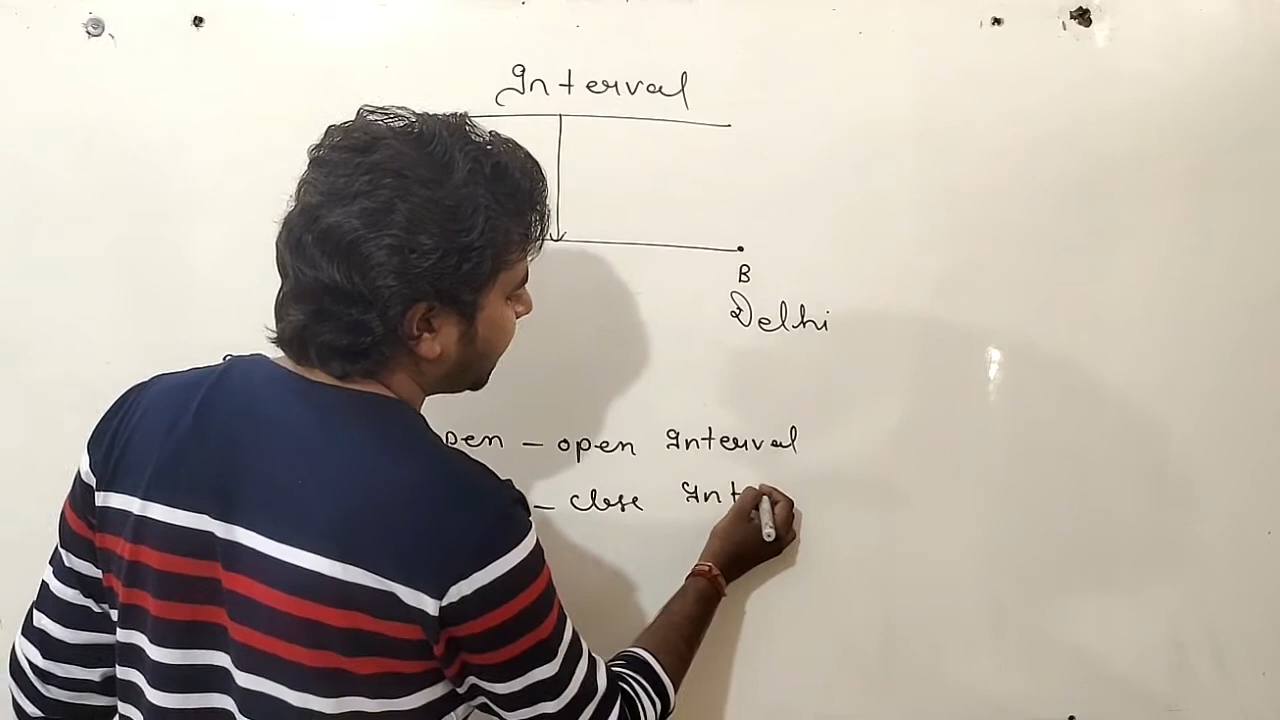 Interval
B
Delhi
pen - open Interval
- close Int